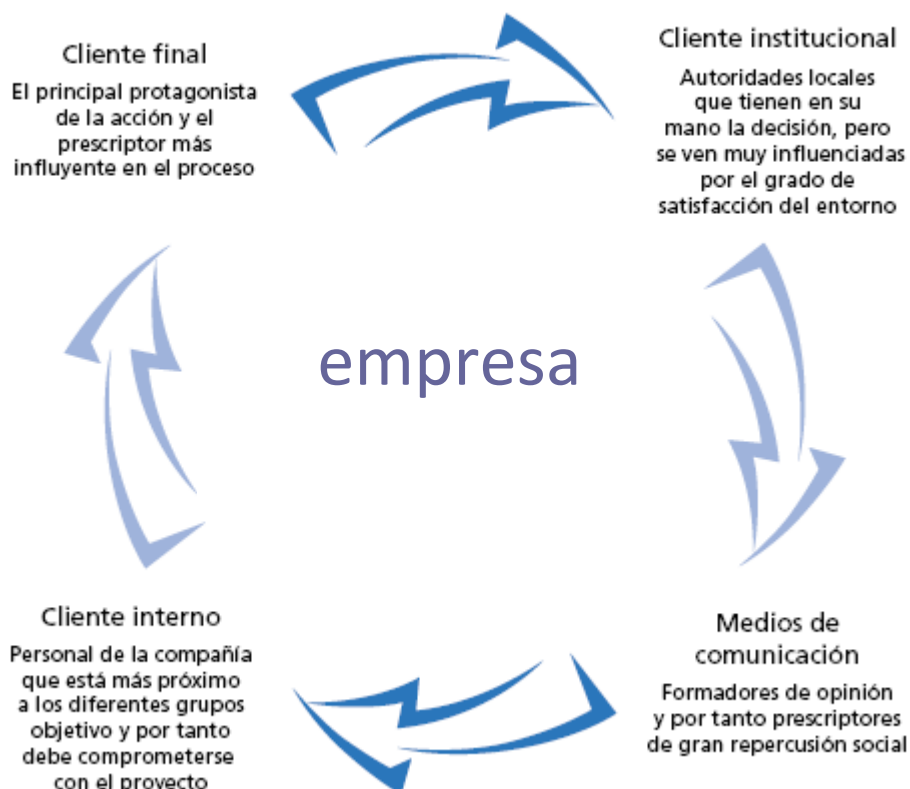 Cliente final
El principal protagonista
de la acción y el
prescriptor más
influyente en el proceso
Cliente institucional
Autoridades locales
que tienen en su
mano la decisión, pero
se ven muy influenciadas
por el grado de
satisfacción del entorno
empresa
Cliente interno
Personal de la compañía
que está más próximo
a los diferentes grupos
objetivo y por tanto
debe comprometerse
con el proyecto
Medios de
comunicación
Formadores de opinión
y por tanto prescriptores
de gran repercusión social